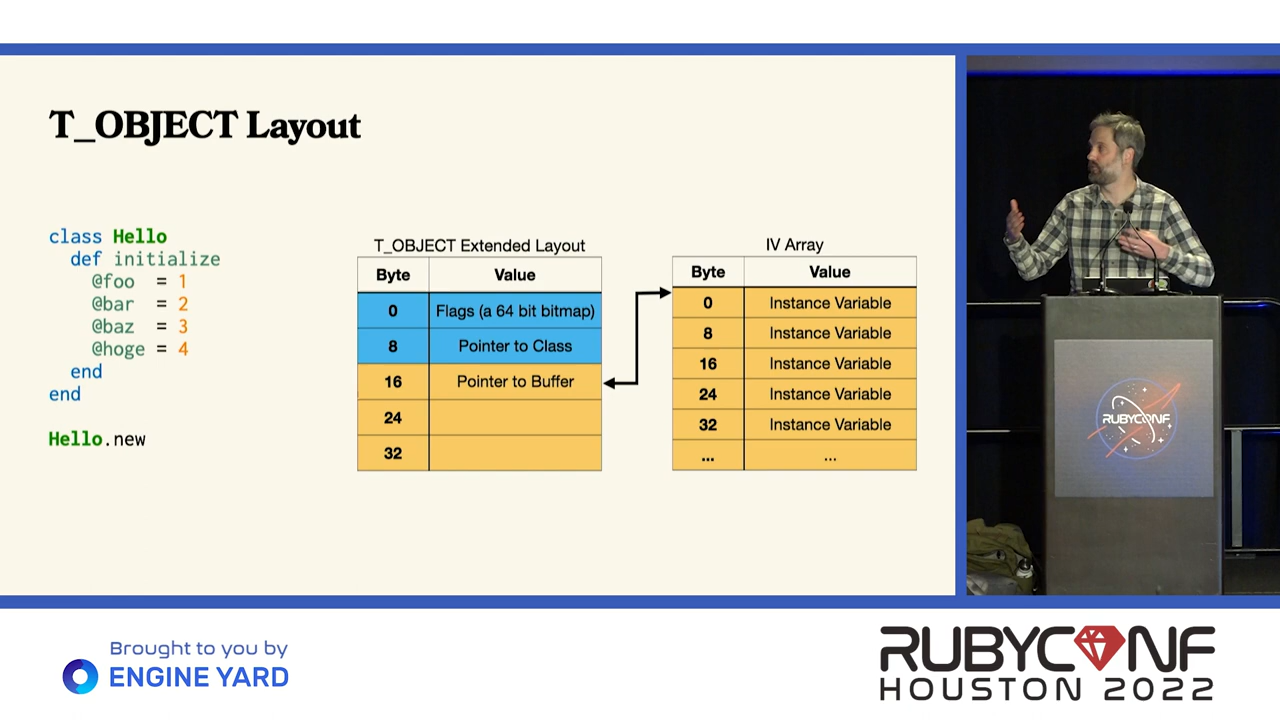 T_OBJECT Layout
class Hello
def initialize
@foo = 1
@bar = 2
@baz = 3
@hoge = 4
end
end
Hello.new
T_OBJECT Extended Layout
Byte Value
0 Flags (a 64 bit bitmap)
8 Pointer to Class
16 Pointer to Buffer
24
32
IV Array
Byte Value
0 Instance Variable
8 Instance Variable
16 Instance Variable
24 Instance Variable
32 Instance Variable
... ...
RUBYCONF
Brought to you by
ENGINE YARD
RUBYCONF
HOUSTON 2022